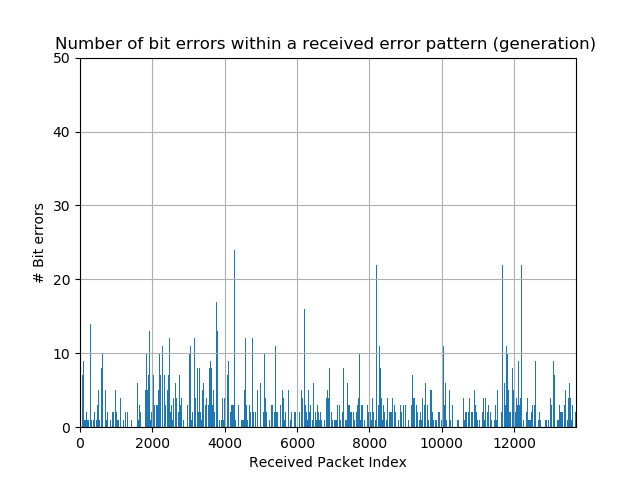 Number of bit errors within a received error pattern (generation)
50
40
30
20
10
0
# Bit errors
0 2000 4000 6000 8000 10000 12000
Received Packet Index